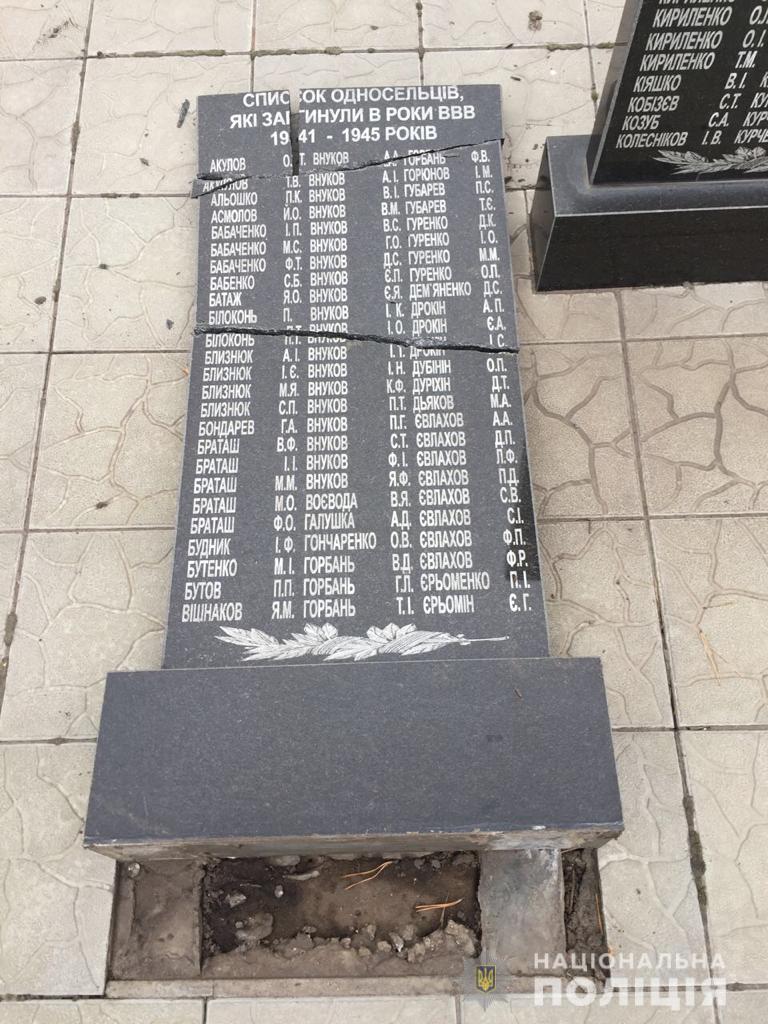 СПИСОК ОДНОСЕЛЬЦІВ,
ЯКІ ЗАГИНУЛИ В РОКИ ВВВ
1941 - 1945 РОКІВ
АКУЛОВ О.Т. ВНУКОВ А.А. ГОРБАНЬ Ф.В.
АКУЛОВ Т.В. ВНУКОВ А.І. ГОРЮНОВ І.М.
АЛЬОШКО П.К. ВНУКОВ В.І. ГУБАРЕВ П.С.
АСМОЛОВ Й.О. ВНУКОВ В.М. ГУБАРЕВ Т.Є.
БАБАЧЕНКО І.П. ВНУКОВ В.С. ГУРЕНКО Д.К.
БАБАЧЕНКО М.С. ВНУКОВ Г.О. ГУРЕНКО І.О.
БАБАЧЕНКО Ф.Т. ВНУКОВ Д.С. ГУРЕНКО М.М.
БАБЕНКО С.Б. ВНУКОВ Є.П. ГУРЕНКО О.П.
БАТАЖ Я.О. ВНУКОВ Є.Я. ДЕМ'ЯНЕНКО Д.С.
БІЛОКОНЬ П. ВНУКОВ І.К. ДРОКІН А.П.
БІЛОКОНЬ П.Т. ВНУКОВ І.О. ДРОКІН Є.А.
БЛИЗНЮК А.І. ВНУКОВ І.Т. ДРОКІН І.С.
БЛИЗНЮК І.Є. ВНУКОВ І.Н. ДУБІНІН О.П.
БЛИЗНЮК М.Я. ВНУКОВ К.Ф. ДУРІХІН Д.Т.
БЛИЗНЮК С.П. ВНУКОВ П.Т. ДЬЯКОВ М.А.
БОНДАРЕВ Г.А. ВНУКОВ П.Г. ЄВЛАХОВ А.А.
БРАТАШ В.Ф. ВНУКОВ С.Т. ЄВЛАХОВ Д.П.
БРАТАШ І.І. ВНУКОВ Ф.І. ЄВЛАХОВ П.Ф.
БРАТАШ М.М. ВНУКОВ Я.Ф. ЄВЛАХОВ П.Д.
БРАТАШ М.О. ВОЄВОДА В.Я. ЄВЛАХОВ С.В.
БРАТАШ Ф.О. ГАЛУШКА А.Д. ЄВЛАХОВ С.І.
БУДНИК І.Ф. ГОНЧАРЕНКО О.В. ЄВЛАХОВ Ф.П.
БУТЕНКО М.І. ГОРБАНЬ В.Д. ЄВЛАХОВ Ф.Р.
БУТОВ П.П. ГОРБАНЬ Г.Л. ЄРЬОМЕНКО П.І.
ВІШНАКОВ Я.М. ГОРБАНЬ Т.І. ЄРЬОМІН Є.Г.
КИРИЛЕНКО О.
КИРИЛЕНКО О.І.
КИРИЛЕНКО Т.М.
КІЯШКО В.І.
КОБІЗЄВ С.Т.
КОЗУБ С.А.
КОЛЕСНІКОВ І.В.
НАЦІОНАЛЬНА
ПОЛІЦІЯ